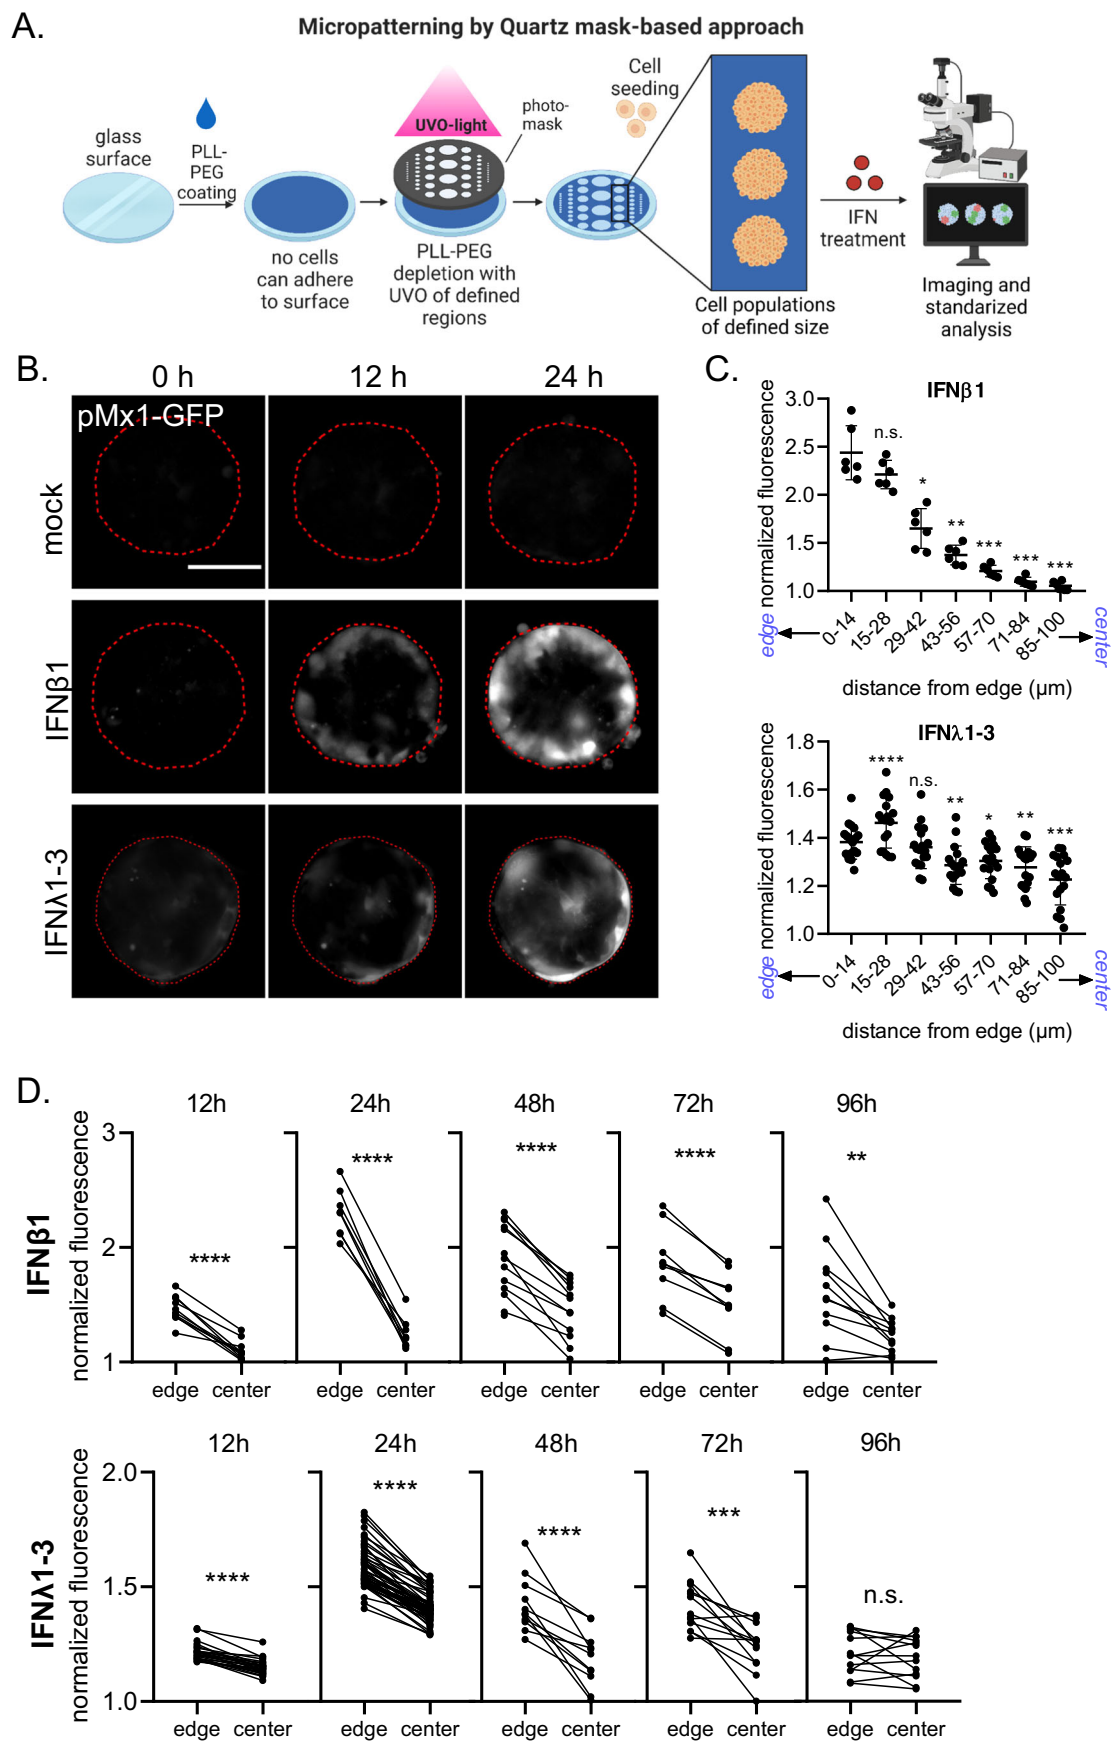 A.
Micropatterning by Quartz mask-based approach
glass
surface
PLL-
PEG
coating
no cells
can adhere
to surface
UVO-light
photo-
mask
PLL-PEG
depletion with
UVO of defined
regions
Cell
seeding
Cell populations
of defined size
IFN
treatment
Imaging and
standarized
analysis
B.
0 h
12 h
24 h
pMx1-GFP
mock
IFNβ1
IFNλ1-3
C.
IFNβ1
normalized fluorescence
3.0
2.5
2.0
1.5
1.0
n.s.
*
**
***
***
***
edge
0-14
15-28
29-42
43-56
57-70
71-84
85-100
center
distance from edge (µm)
IFNλ1-3
normalized fluorescence
1.8
1.6
1.4
1.2
1.0
****
n.s.
**
*
**
***
edge
0-14
15-28
29-42
43-56
57-70
71-84
85-100
center
distance from edge (µm)
D.
12h 24h 48h 72h 96h
IFNβ1
normalized fluorescence
3
2
1
**** **** **** **** **
edge center edge center edge center edge center edge center
12h 24h 48h 72h 96h
IFNλ1-3
normalized fluorescence
2.0
1.5
1.0
**** **** **** *** n.s.
edge center edge center edge center edge center edge center